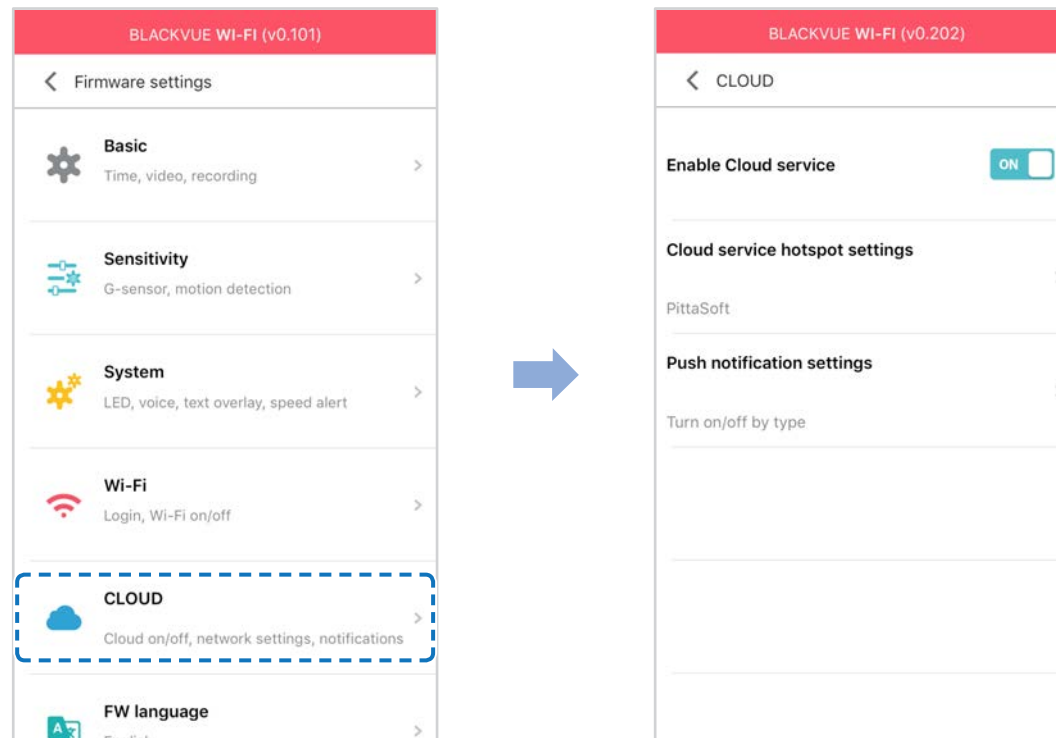 BLACKVUE WI-FI (v0.101)
Firmware settings
Basic
Time, video, recording
Sensitivity
G-sensor, motion detection
System
LED, voice, text overlay, speed alert
Wi-Fi
Login, Wi-Fi on/off
CLOUD
Cloud on/off, network settings, notifications
FW language
BLACKVUE WI-FI (v0.202)
CLOUD
Enable Cloud service
ON
Cloud service hotspot settings
PittaSoft
Push notification settings
Turn on/off by type